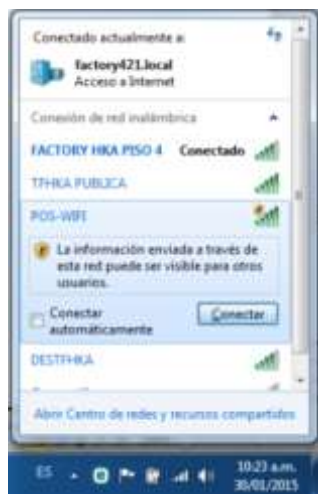 Conectado actualmente a:
factory421.local
Acceso a Internet
Conexión de red inalámbrica
FACTORY HKA PISO 4 Conectado
TFHKA PUBLICA
POS-WIFI
La información enviada a través de
esta red puede ser visible para otros
usuarios.
Conectar
automáticamente
Conectar
DESTFHKA
Abrir Centro de redes y recursos compartidos
ES
10:23 a.m.
30/01/2015